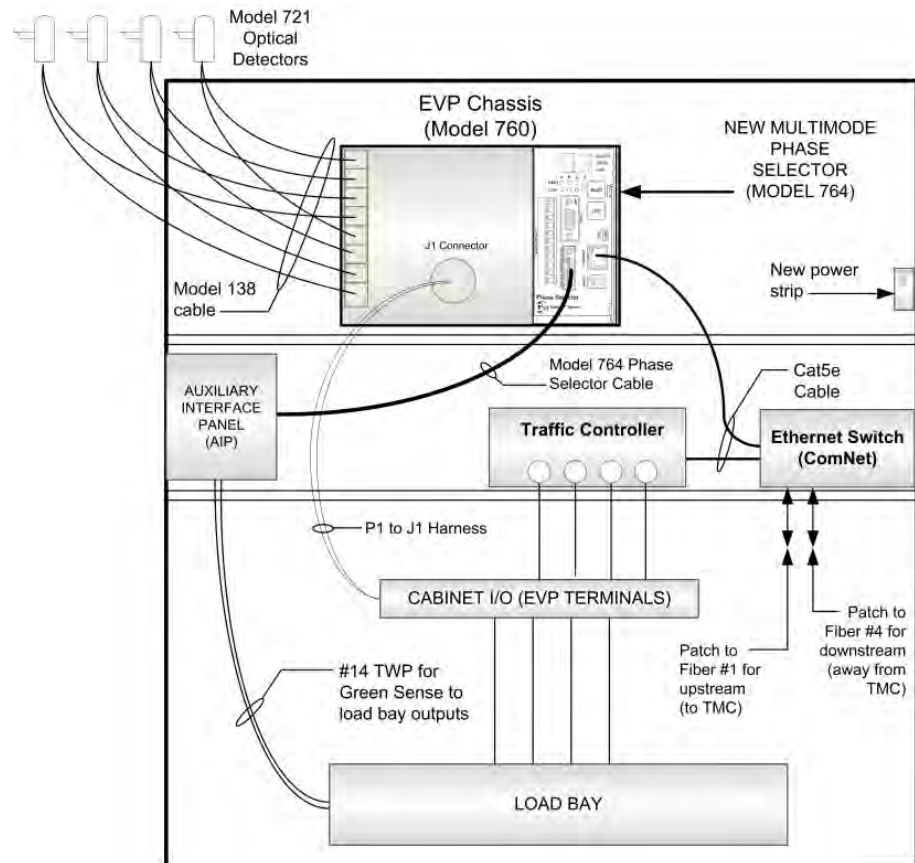 Model 721
Optical
Detectors
EVP Chassis
(Model 760)
NEW MULTIMODE
PHASE
SELECTOR
(MODEL 764)
J1 Connector
Phase Selector
Model 138
cable
New power
strip
AUXILIARY
INTERFACE
PANEL
(AIP)
Model 764 Phase
Selector Cable
Cat5e
Cable
Traffic Controller
Ethernet Switch
(ComNet)
P1 to J1 Harness
CABINET I/O (EVP TERMINALS)
Patch to
Fiber #1 for
upstream
(to TMC)
Patch to
Fiber #4 for
downstream
(away from
TMC)
#14 TWP for
Green Sense to
load bay outputs
LOAD BAY